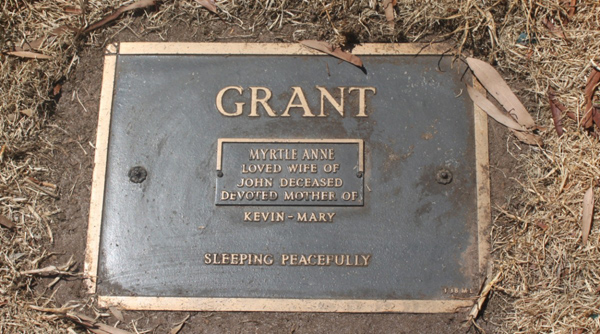 GRANT
MYRTLE ANNE
LOVED WIFE OF
JOHN DECEASED
DEVOTED MOTHER OF
KEVIN - MARY
SLEEPING PEACEFULLY